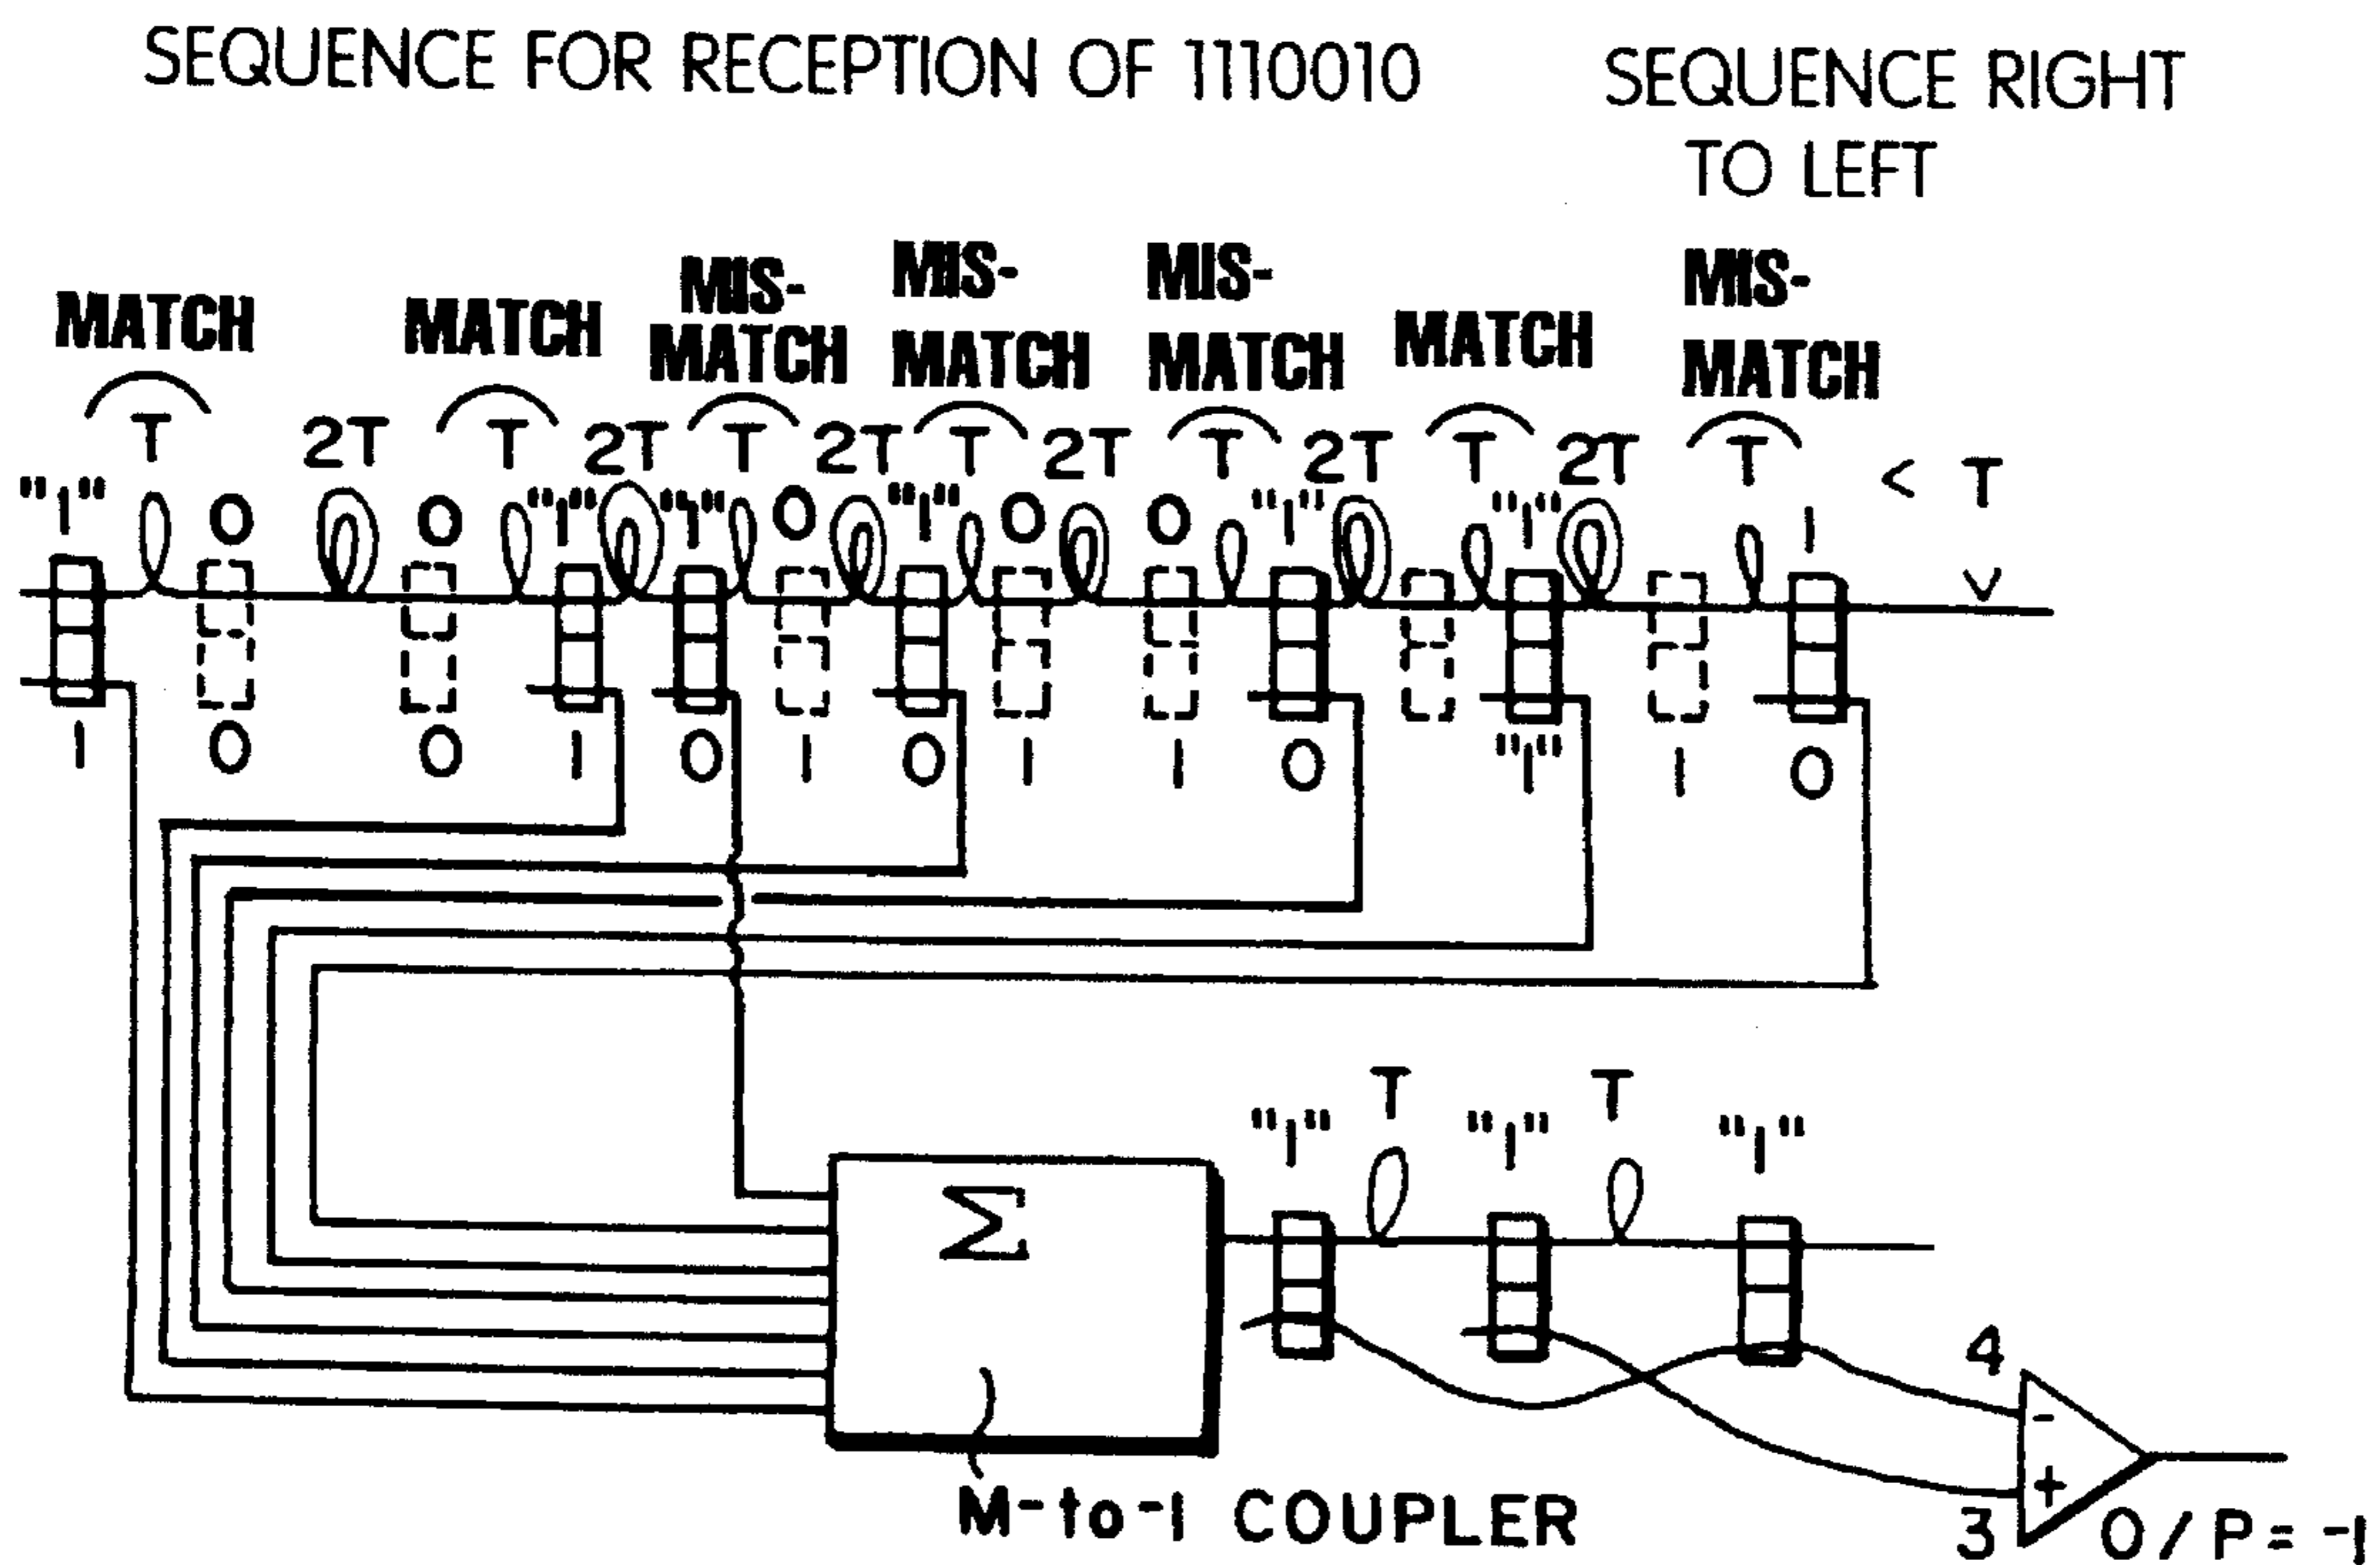 SEQUENCE FOR RECEPTION OF 1110010
SEQUENCE RIGHT
TO LEFT
MATCH
MATCH
MIS-
MATCH
MIS-
MATCH
MIS-
MATCH
MATCH
MIS-
MATCH
T 2T T 2T T 2T T 2T T 2T T 2T T < T
"1" 0 0 "1" "1" 0 "1" 0 0 "1" "1" 1
1 0 0 1 0 1 0 1 1 0 "1" 1 0
T T
"1" "1" "1"
Σ
4
-
+
3
M-to-1 COUPLER
O/P = -1